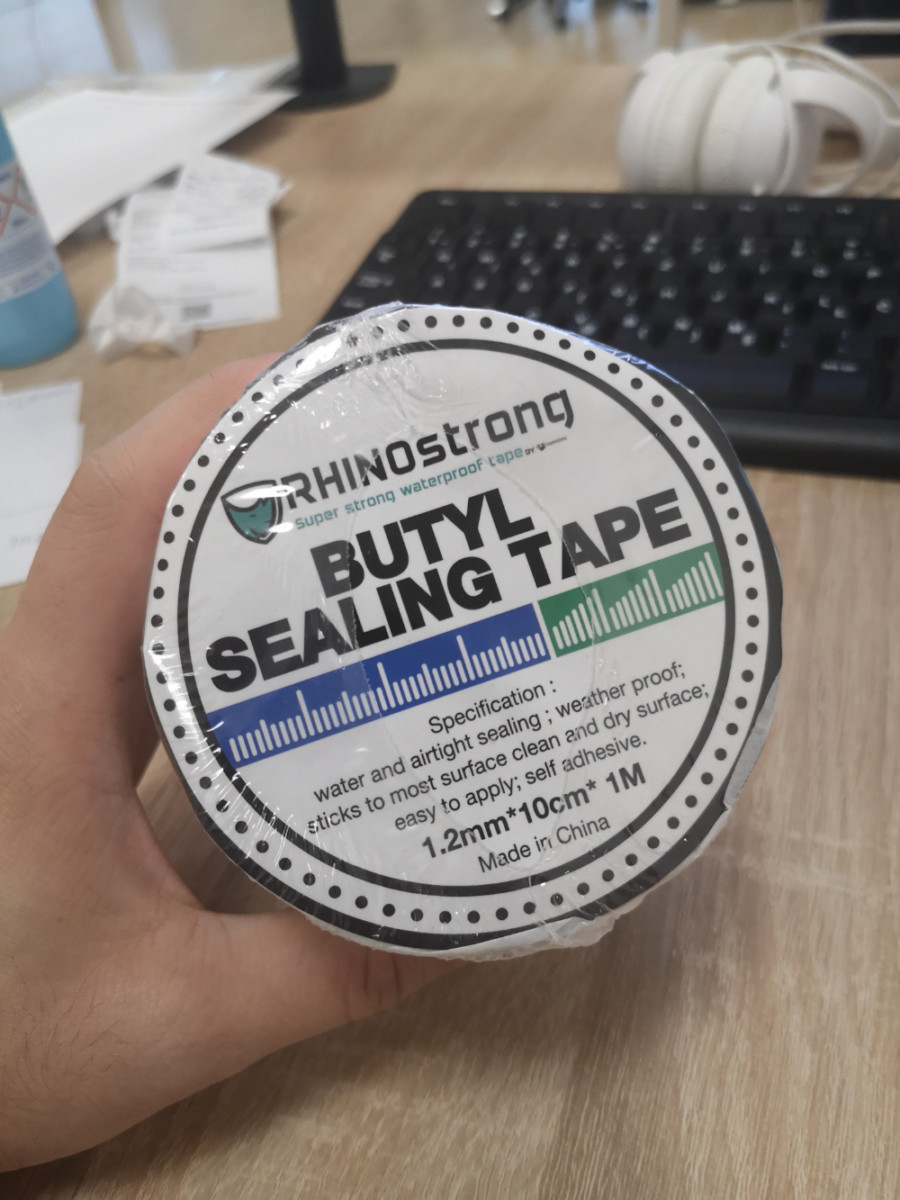 RHINOstrong
Super strong waterproof tape BY
BUTYL
SEALING TAPE
Specification :
water and airtight sealing ; weather proof;
sticks to most surface clean and dry surface;
easy to apply; self adhesive.
1.2mm*10cm* 1M
Made in China